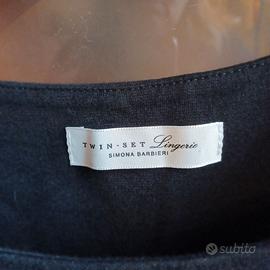 TWIN-SET Lingerie
SIMONA BARBIERI
subito